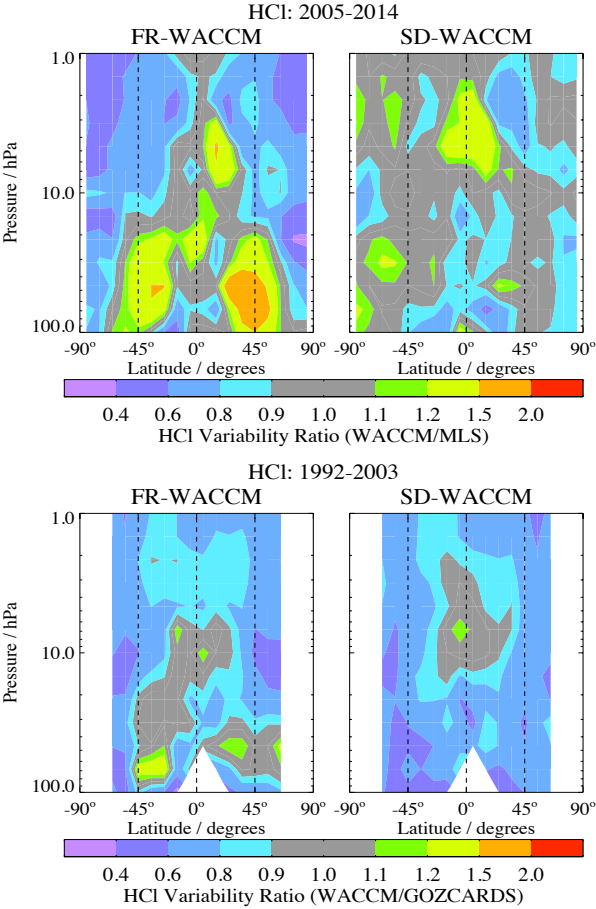 HCl: 2005-2014
FR-WACCM SD-WACCM
1.0
10.0
100.0
Pressure / hPa
-90° -45° 0° 45° 90° -90° -45° 0° 45° 90°
Latitude / degrees Latitude / degrees
0.4 0.6 0.8 0.9 1.0 1.1 1.2 1.5 2.0
HCl Variability Ratio (WACCM/MLS)
HCl: 1992-2003
FR-WACCM SD-WACCM
1.0
10.0
100.0
Pressure / hPa
-90° -45° 0° 45° 90° -90° -45° 0° 45° 90°
Latitude / degrees Latitude / degrees
0.4 0.6 0.8 0.9 1.0 1.1 1.2 1.5 2.0
HCl Variability Ratio (WACCM/GOZCARDS)